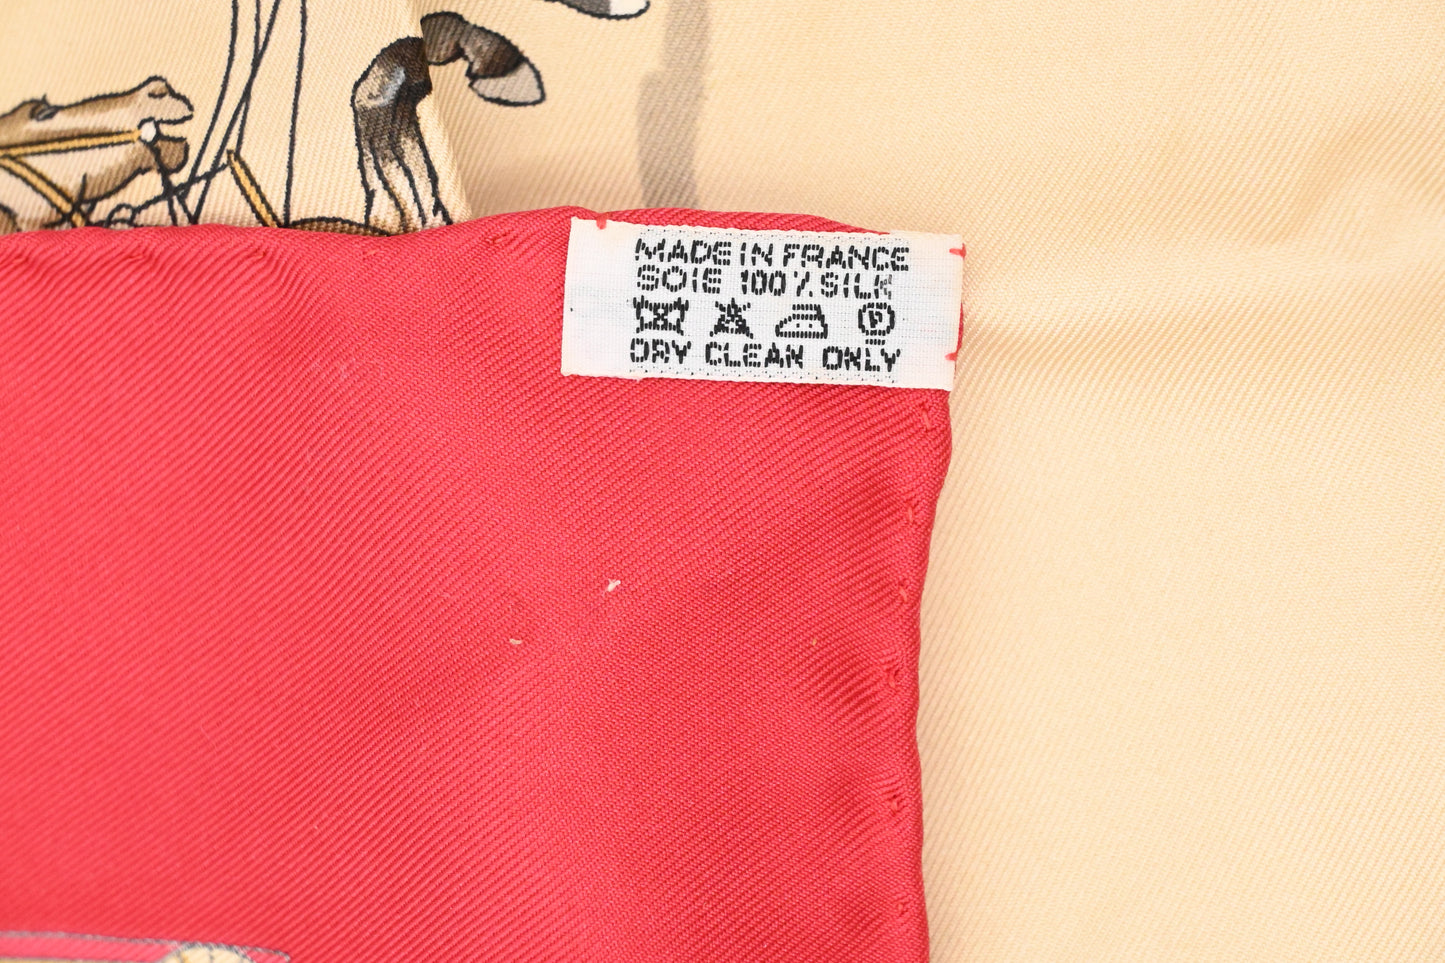 MADE IN FRANCE
SOIE 100% SILK
P
DRY CLEAN ONLY